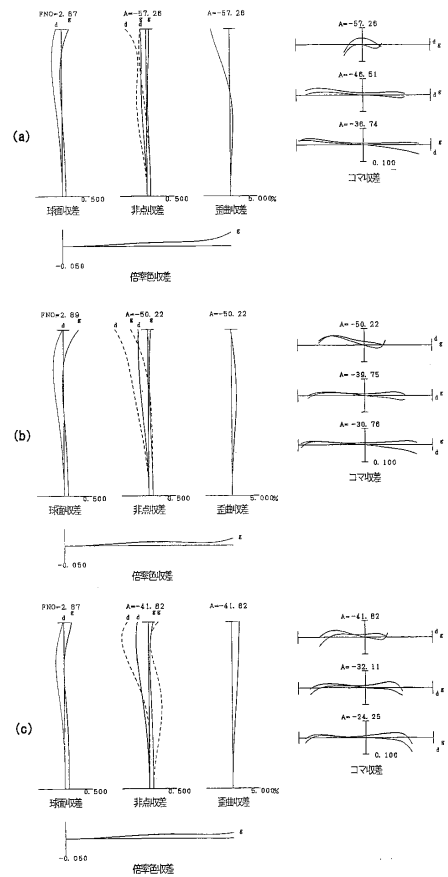 FNO=2.87
A=-57.26
A=-57.26
A=-57.26
d
g
d
g
d
g
d
g
A=-46.51
d
g
A=-36.74
g
d
(a)
0.100
コマ収差
0.500
0.500
5.000%
球面収差
非点収差
歪曲収差
g
-0.050
倍率色収差
FNO=2.89
A=-50.22
A=-50.22
A=-50.22
d
g
d
g
d
g
d
g
A=-39.75
d
g
A=-30.76
g
d
(b)
0.100
コマ収差
0.500
0.500
5.000%
球面収差
非点収差
歪曲収差
g
-0.050
倍率色収差
FNO=2.87
A=-41.62
A=-41.62
A=-41.62
d
g
d
d
g
g
d
g
A=-32.11
d
g
A=-24.25
g
d
(c)
0.100
コマ収差
0.500
0.500
5.000%
球面収差
非点収差
歪曲収差
g
-0.050
倍率色収差